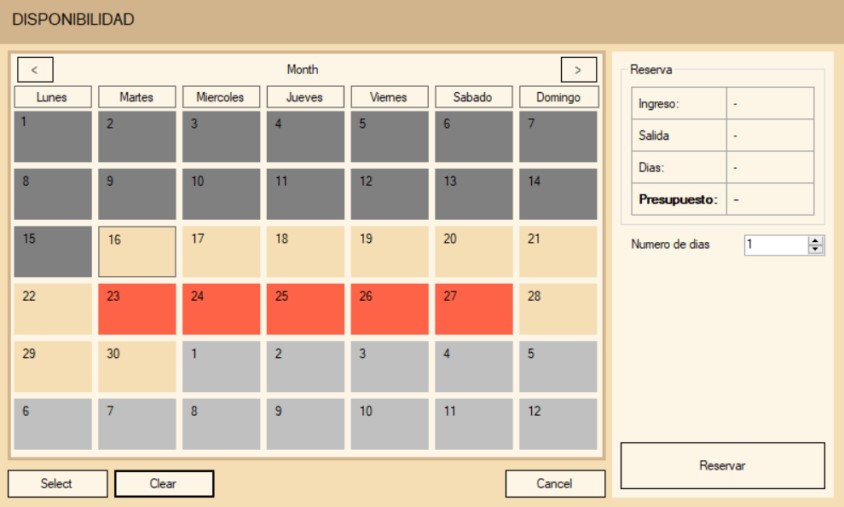 DISPONIBILIDAD
< Month >
Lunes Martes Miercoles Jueves Viernes Sabado Domingo
1 2 3 4 5 6 7
8 9 10 11 12 13 14
15 16 17 18 19 20 21
22 23 24 25 26 27 28
29 30 1 2 3 4 5
6 7 8 9 10 11 12
Select Clear Cancel
Reserva
Ingreso: -
Salida -
Dias: -
Presupuesto: -
Numero de dias 1
Reservar